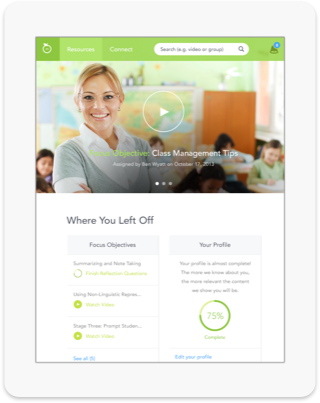 Resources Connect Search (e.g. video or group)
Focus Objective: Class Management Tips
Assigned by Ben Wyatt on October 17, 2013
Where You Left Off
Focus Objectives
Summarizing and Note Taking
Finish Reflection Questions
Using Non-Linguistic Repres...
Watch Video
Stage Three: Prompt Studen...
Watch Video
See all (5)
Your Profile
Your profile is almost complete!
The more we know about you,
the more relevant the content
we show you will be.
75%
Complete
Edit your profile